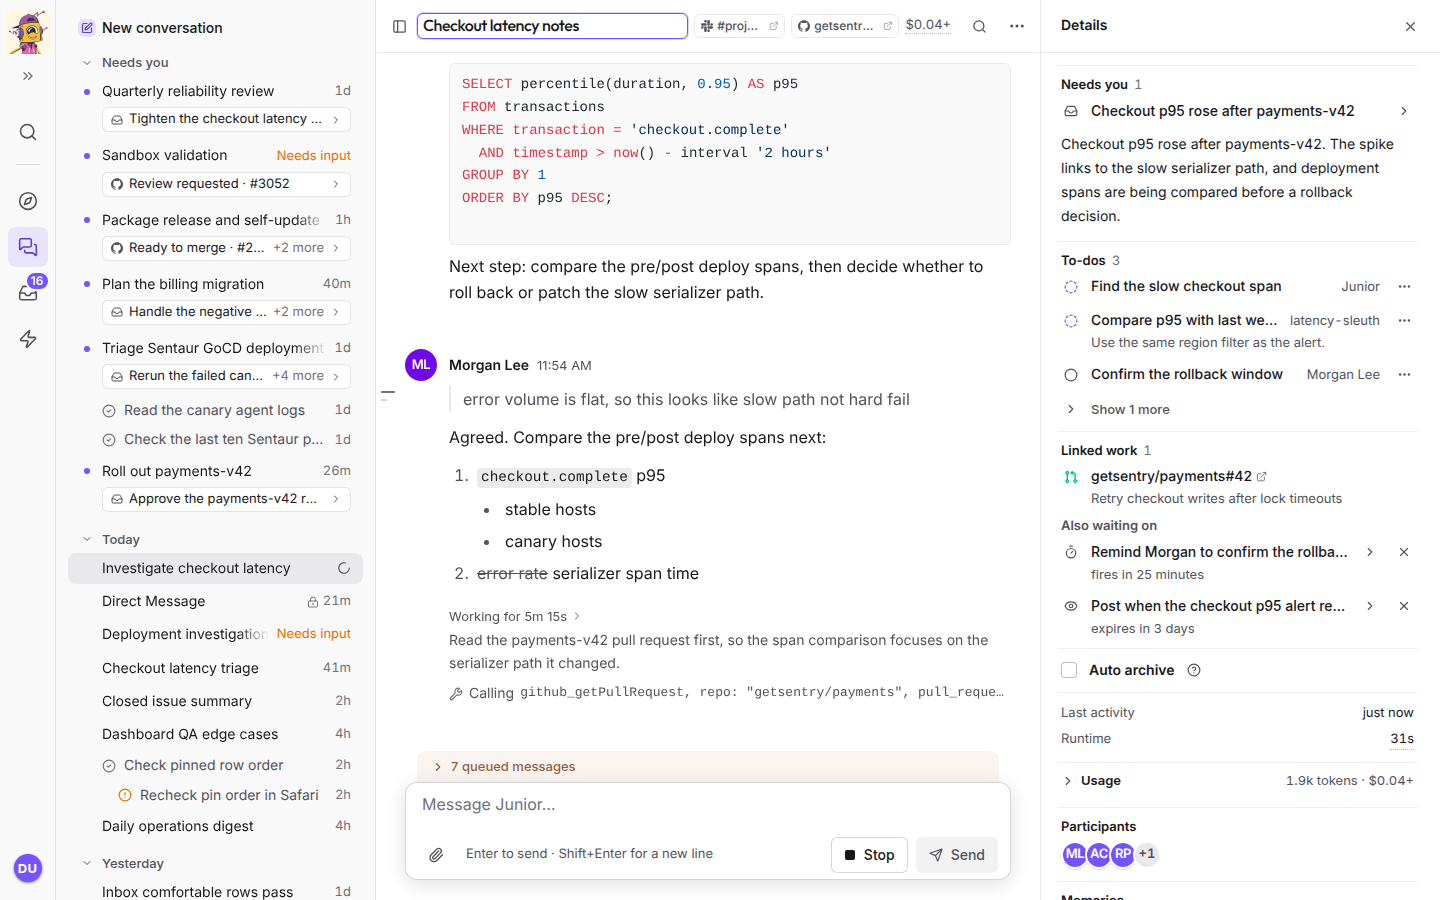 New conversation
Needs you
Quarterly reliability review 1d
Tighten the checkout latency ...
Sandbox validation Needs input
Review requested · #3052
Package release and self-update 1h
Ready to merge · #2... +2 more
Plan the billing migration 40m
Handle the negative ... +2 more
Triage Sentaur GoCD deployment 1d
Rerun the failed can... +4 more
Read the canary agent logs 1d
Check the last ten Sentaur p... 1d
Roll out payments-v42 26m
Approve the payments-v42 r...
Today
Investigate checkout latency
Direct Message 21m
Deployment investigation Needs input
Checkout latency triage 41m
Closed issue summary 2h
Dashboard QA edge cases 4h
Check pinned row order 2h
Recheck pin order in Safari 2h
Daily operations digest 4h
Yesterday
Inbox comfortable rows pass 1d
16
DU
Checkout latency notes
#proj...
getsentr...
$0.04+
SELECT percentile(duration, 0.95) AS p95
FROM transactions
WHERE transaction = 'checkout.complete'
AND timestamp > now() - interval '2 hours'
GROUP BY 1
ORDER BY p95 DESC;
Next step: compare the pre/post deploy spans, then decide whether to
roll back or patch the slow serializer path.
ML
Morgan Lee 11:54 AM
error volume is flat, so this looks like slow path not hard fail
Agreed. Compare the pre/post deploy spans next:
1. checkout.complete p95
• stable hosts
• canary hosts
2. error rate serializer span time
Working for 5m 15s
Read the payments-v42 pull request first, so the span comparison focuses on the
serializer path it changed.
Calling github_getPullRequest, repo: "getsentry/payments", pull_reque…
7 queued messages
Message Junior...
Enter to send · Shift+Enter for a new line
Stop
Send
Details
Needs you 1
Checkout p95 rose after payments-v42
Checkout p95 rose after payments-v42. The spike
links to the slow serializer path, and deployment
spans are being compared before a rollback
decision.
To-dos 3
Find the slow checkout span Junior
Compare p95 with last we... latency-sleuth
Use the same region filter as the alert.
Confirm the rollback window Morgan Lee
Show 1 more
Linked work 1
getsentry/payments#42
Retry checkout writes after lock timeouts
Also waiting on
Remind Morgan to confirm the rollba...
fires in 25 minutes
Post when the checkout p95 alert re...
expires in 3 days
Auto archive
Last activity just now
Runtime 31s
Usage 1.9k tokens · $0.04+
Participants
ML AC RP +1
Memories